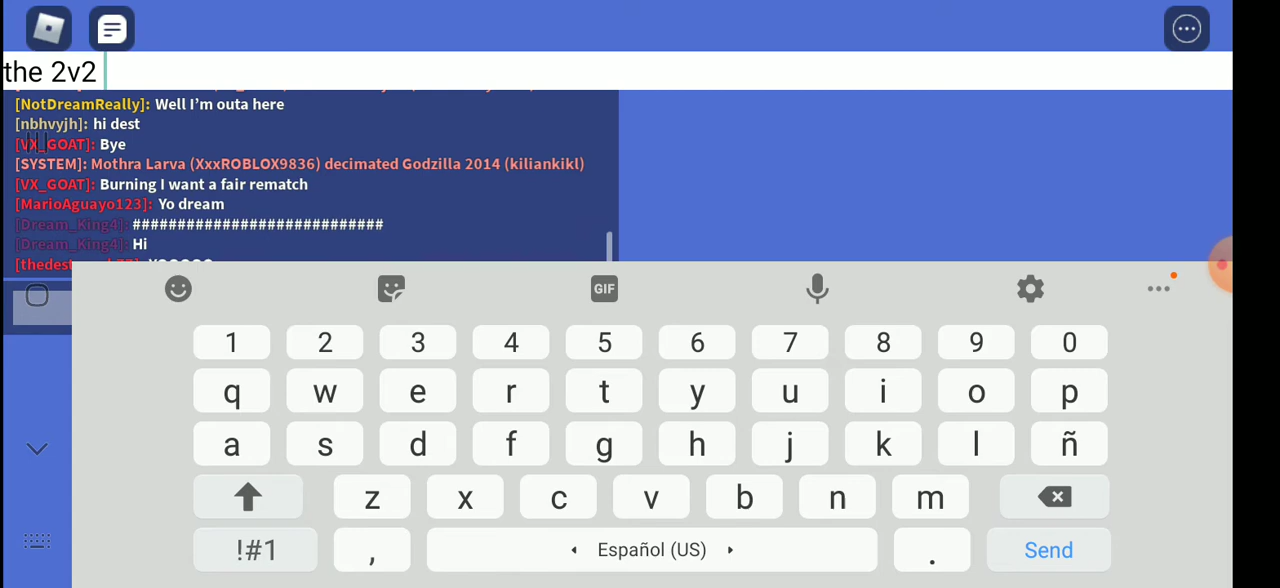 the 2v2
[NotDreamReally]: Well I'm outa here
[nbhvyjh]: hi dest
[VX_GOAT]: Bye
[SYSTEM]: Mothra Larva (XxxROBLOX9836) decimated Godzilla 2014 (kiliankikl)
[VX_GOAT]: Burning I want a fair rematch
[MarioAguayo123]: Yo dream
[Dream_King4]: ############################
[Dream_King4]: Hi
GIF
1 2 3 4 5 6 7 8 9 0
q w e r t y u i o p
a s d f g h j k l ñ
z x c v b n m
!#1 , Español (US) . Send